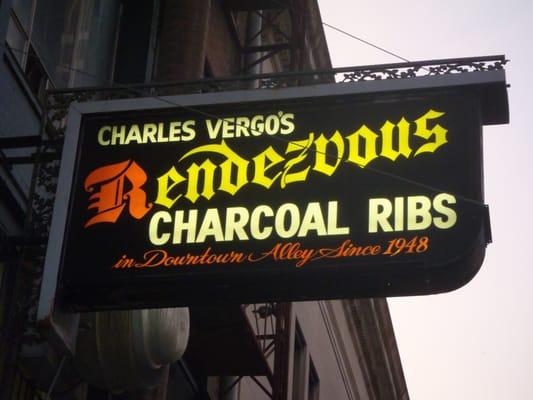 CHARLES VERGO'S
Rendezvous
CHARCOAL RIBS
in Downtown Alley Since 1948